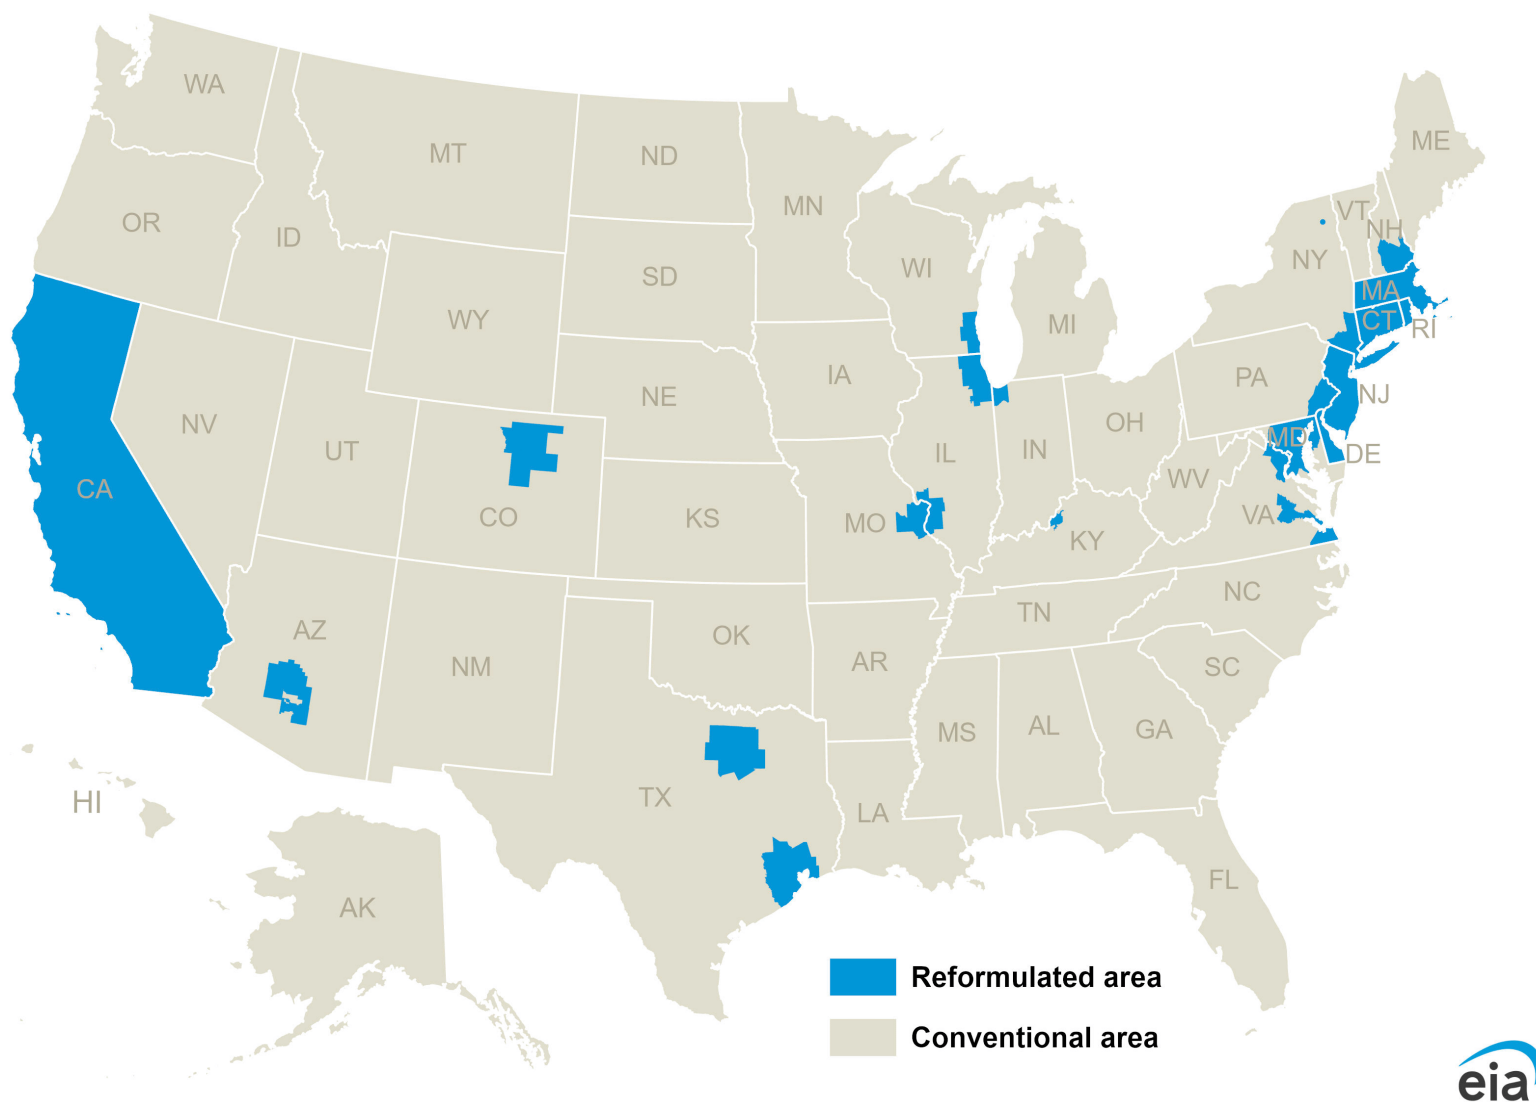 WA
MT
ND
MN
ME
OR
ID
SD
WI
MI
NY
VT
NH
MA
CT
RI
WY
IA
NE
PA
NJ
NV
UT
CO
KS
MO
IL
IN
OH
MD
DE
WV
VA
KY
CA
AZ
NM
OK
AR
TN
NC
SC
MS
AL
GA
TX
LA
FL
HI
AK
Reformulated area
Conventional area
eia